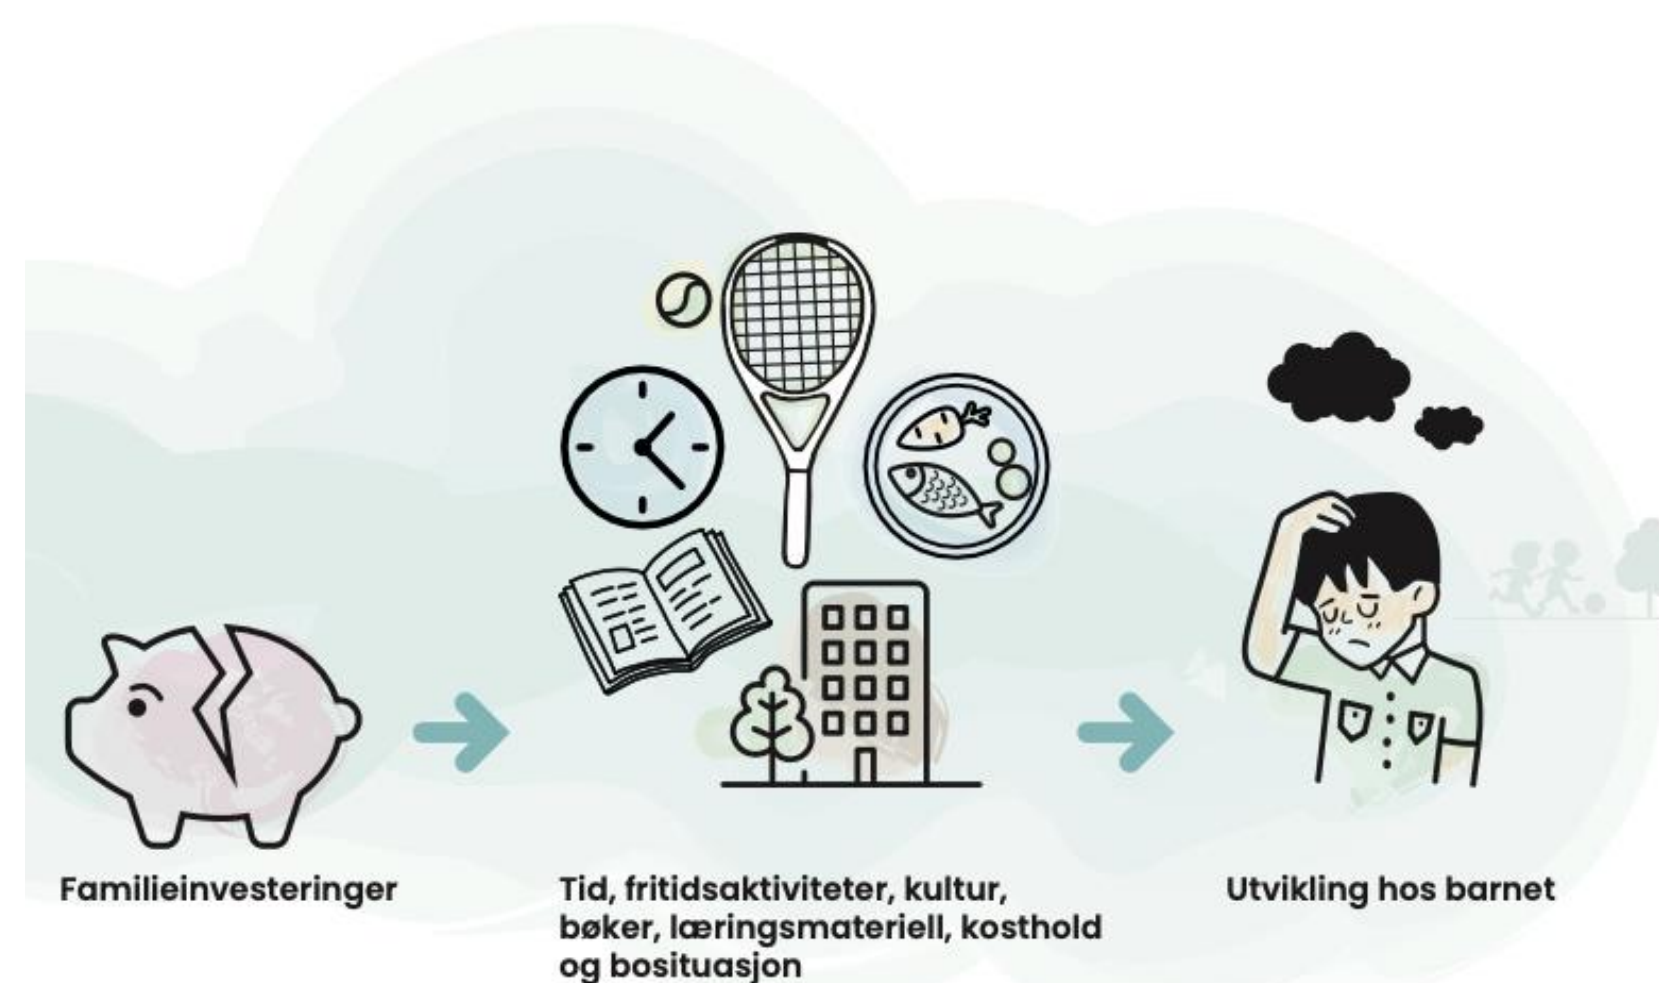 Familieinvesteringer
Tid, fritidsaktiviteter, kultur,
bøker, læringsmateriell, kosthold
og bosituasjon
Utvikling hos barnet